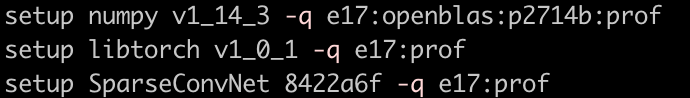 setup numpy v1_14_3 -q e17:openblas:p2714b:prof
setup libtorch v1_0_1 -q e17:prof
setup SparseConvNet 8422a6f -q e17:prof